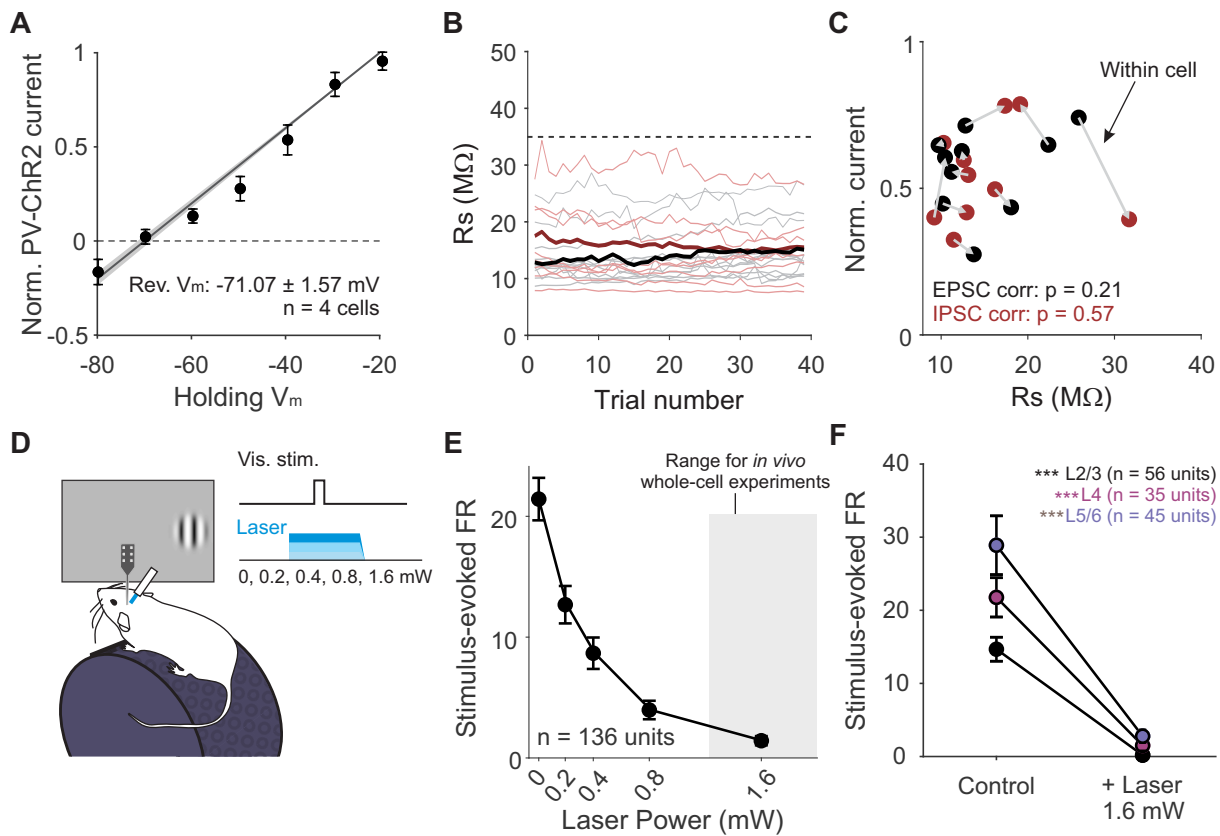 A
Norm. PV-ChR2 current
1
0.5
0
-0.5
-80
-60
-40
-20
Holding Vm
Rev. Vm: -71.07 ± 1.57 mV
n = 4 cells
B
Rs (MΩ)
50
40
30
20
10
0
0
10
20
30
40
Trial number
C
Norm. current
1
0.5
0
10
20
30
40
Rs (MΩ)
Within cell
EPSC corr: p = 0.21
IPSC corr: p = 0.57
D
Vis. stim.
Laser
0, 0.2, 0.4, 0.8, 1.6 mW
E
Range for in vivo
whole-cell experiments
Stimulus-evoked FR
20
10
0
n = 136 units
0
0.2
0.4
0.8
1.6
Laser Power (mW)
F
*** L2/3 (n = 56 units)
***L4 (n = 35 units)
***L5/6 (n = 45 units)
Stimulus-evoked FR
40
30
20
10
0
Control
+ Laser
1.6 mW